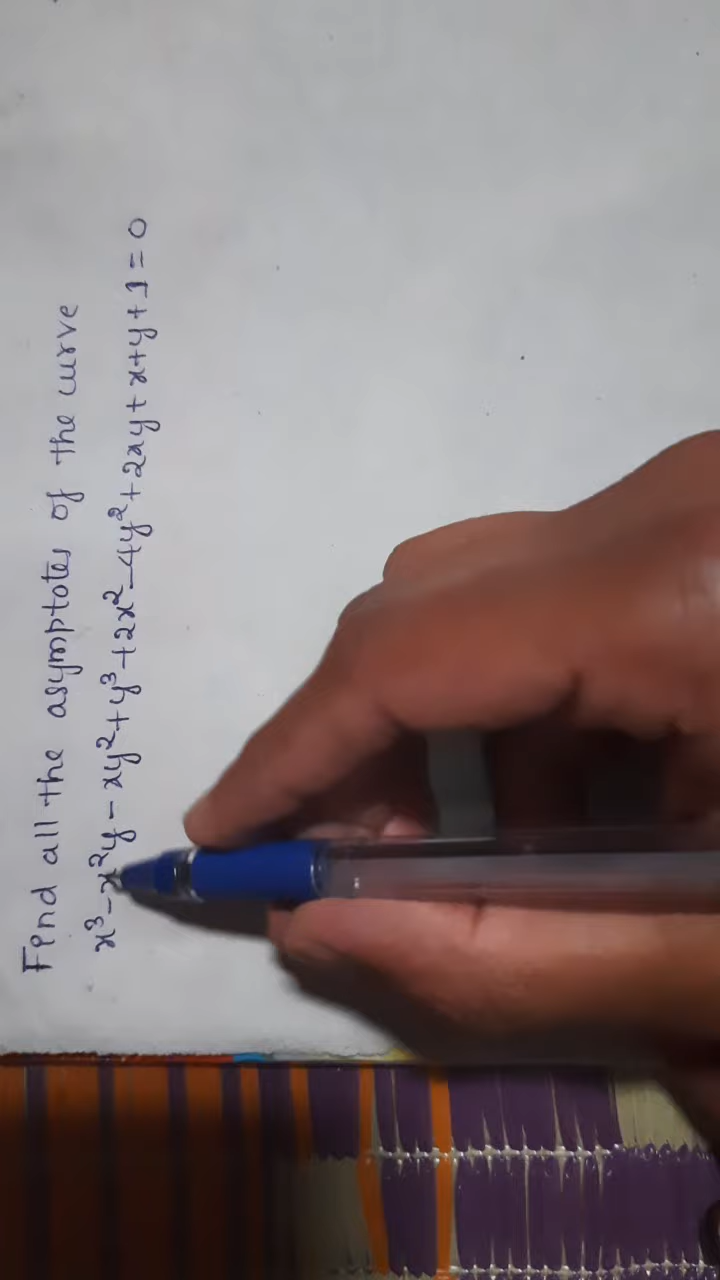 Find all the asymptotes of the curve
x³-x²y-xy²+y³+2x²-4y²+2xy+x+y+1=0